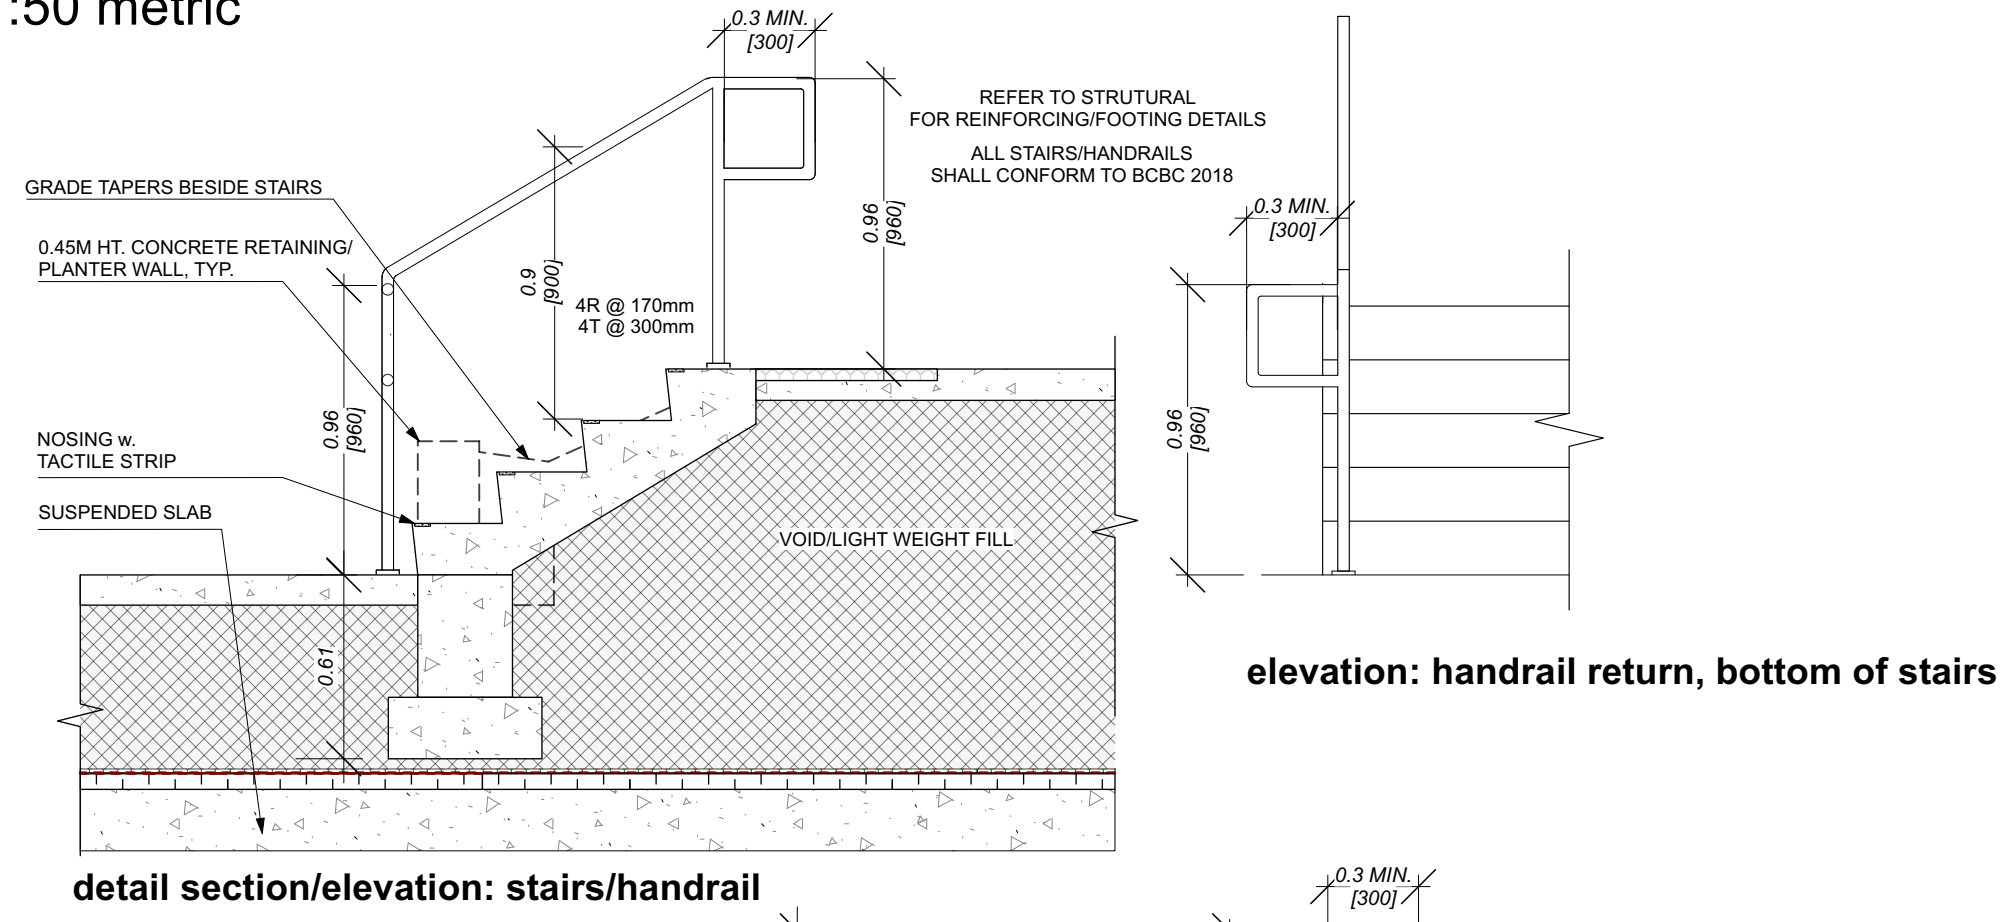 :50 metric
0.3 MIN.
[300]
REFER TO STRUTURAL
FOR REINFORCING/FOOTING DETAILS
ALL STAIRS/HANDRAILS
SHALL CONFORM TO BCBC 2018
GRADE TAPERS BESIDE STAIRS
0.45M HT. CONCRETE RETAINING/
PLANTER WALL, TYP.
0.96
[960]
0.9
[900]
4R @ 170mm
4T @ 300mm
0.96
[960]
NOSING w.
TACTILE STRIP
SUSPENDED SLAB
VOID/LIGHT WEIGHT FILL
0.61
detail section/elevation: stairs/handrail
0.3 MIN.
[300]
0.96
[960]
elevation: handrail return, bottom of stairs
0.3 MIN.
[300]